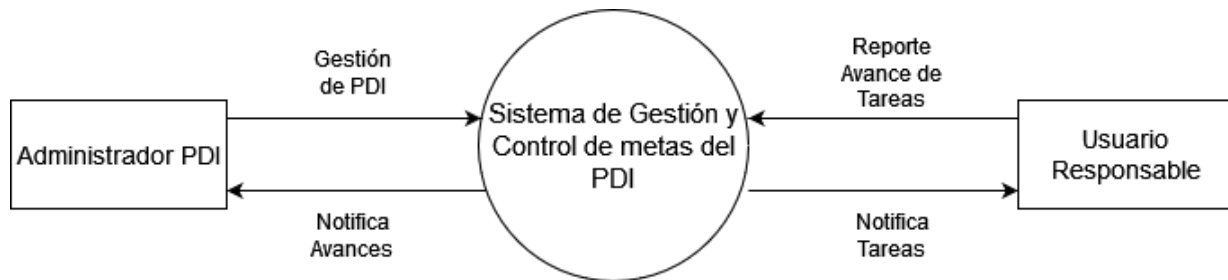 Gestión
de PDI
Reporte
Avance de
Tareas
Administrador PDI
Sistema de Gestión y
Control de metas del
PDI
Usuario
Responsable
Notifica
Avances
Notifica
Tareas